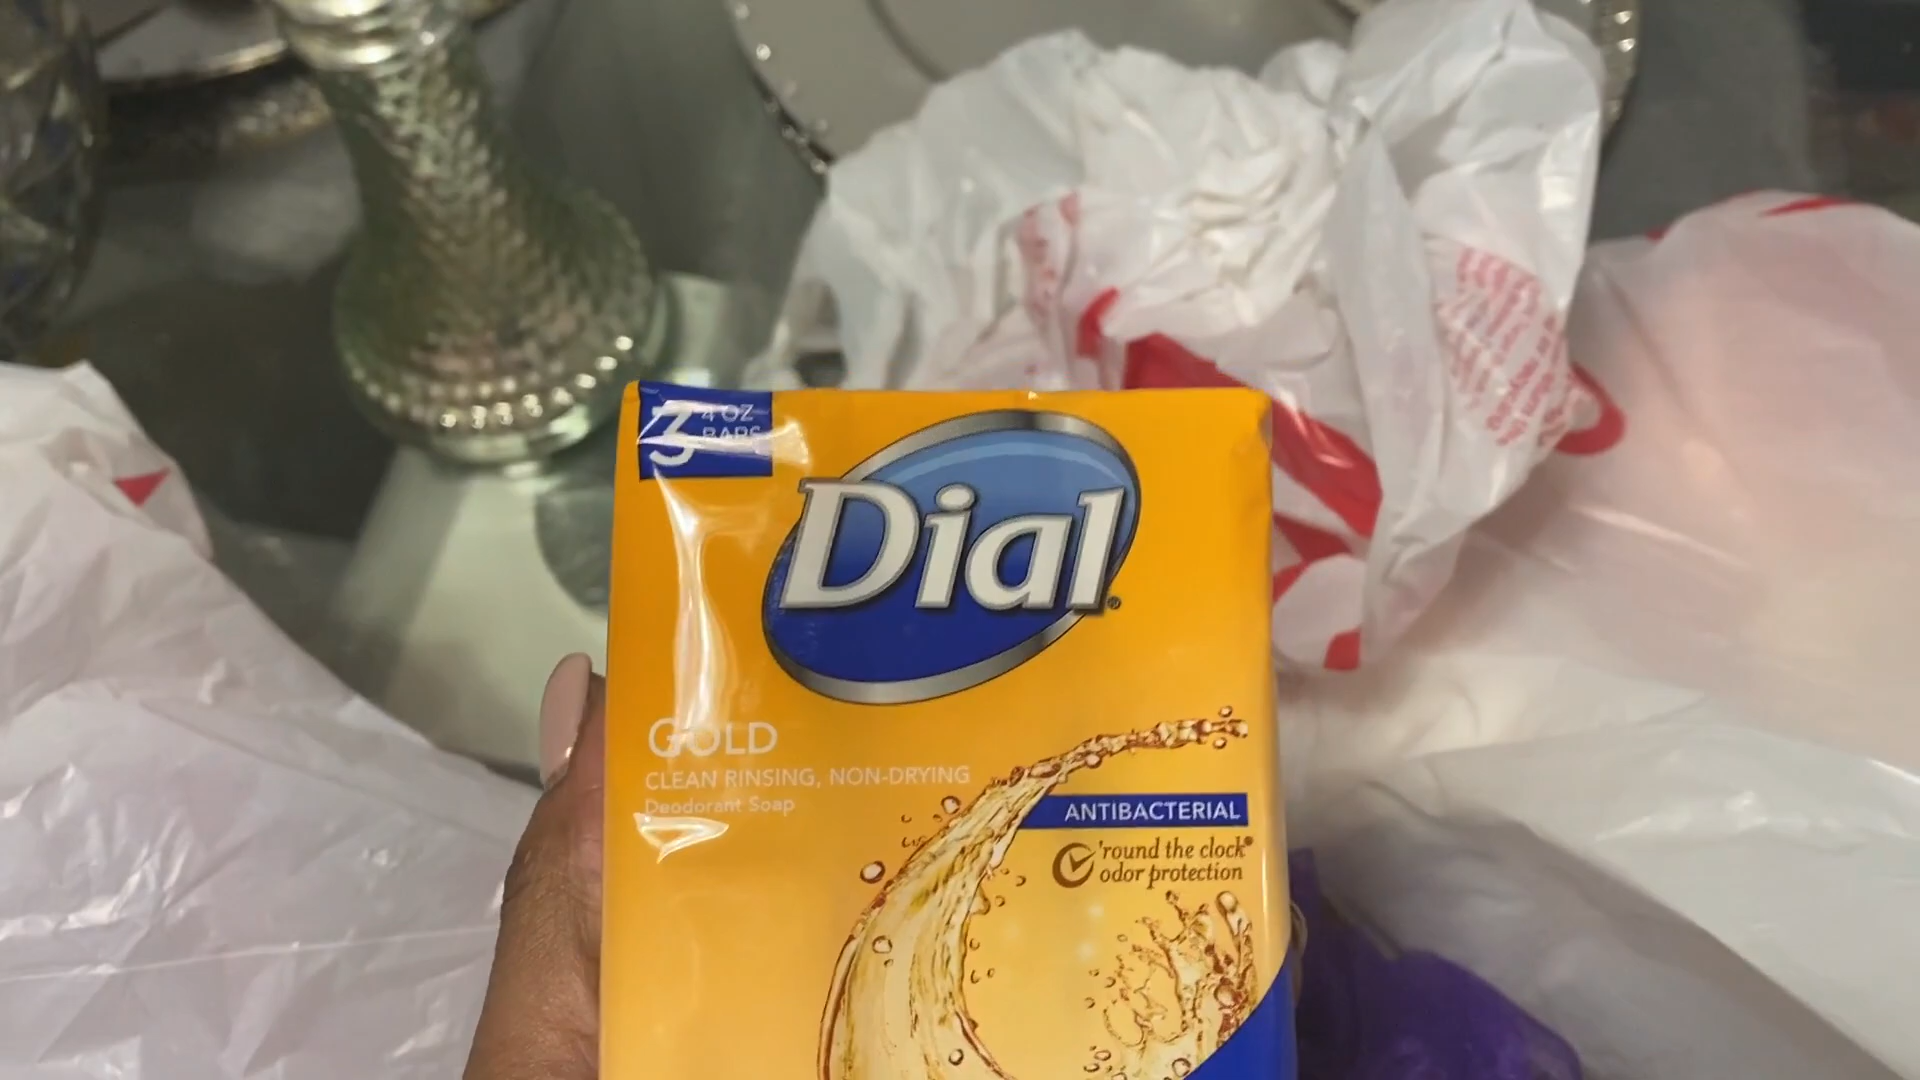 3 4 OZ
BARS
Dial®
GOLD
CLEAN RINSING, NON-DRYING
Deodorant Soap
ANTIBACTERIAL
'round the clock®
odor protection